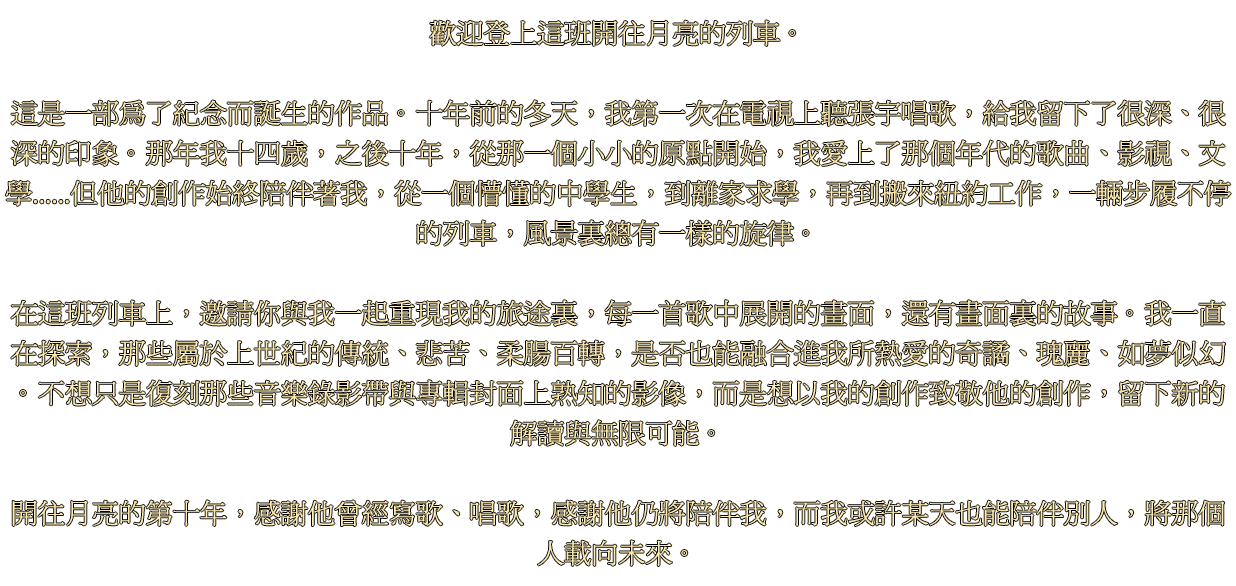 歡迎登上這班開往月亮的列車。
這是一部爲了紀念而誕生的作品。十年前的冬天，我第一次在電視上聽張宇唱歌，給我留下了很深、很
深的印象。那年我十四歲，之後十年，從那一個小小的原點開始，我愛上了那個年代的歌曲、影視、文
學......但他的創作始終陪伴著我，從一個懵懂的中學生，到離家求學，再到搬來紐約工作，一輛步履不停
的列車，風景裏總有一樣的旋律。
在這班列車上，邀請你與我一起重現我的旅途裏，每一首歌中展開的畫面，還有畫面裏的故事。我一直
在探索，那些屬於上世紀的傳統、悲苦、柔腸百轉，是否也能融合進我所熱愛的奇譎、瑰麗、如夢似幻
。不想只是復刻那些音樂錄影帶與專輯封面上熟知的影像，而是想以我的創作致敬他的創作，留下新的
解讀與無限可能。
開往月亮的第十年，感謝他曾經寫歌、唱歌，感謝他仍將陪伴我，而我或許某天也能陪伴別人，將那個
人載向未來。